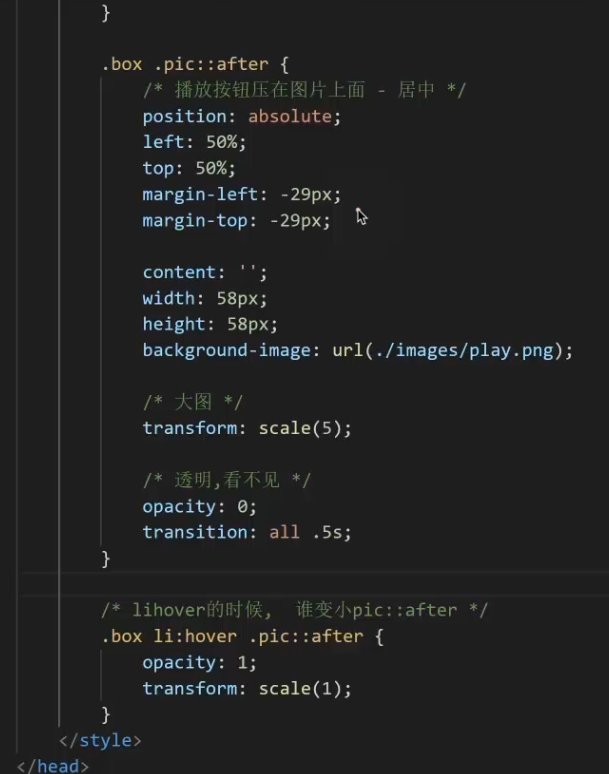 }
.box .pic::after {
/* 播放按钮压在图片上面 - 居中 */
position: absolute;
left: 50%;
top: 50%;
margin-left: -29px;
margin-top: -29px;
content: '';
width: 58px;
height: 58px;
background-image: url(./images/play.png);
/* 大图 */
transform: scale(5);
/* 透明,看不见 */
opacity: 0;
transition: all .5s;
}
/* lihover的时候,  谁变小pic::after */
.box li:hover .pic::after {
opacity: 1;
transform: scale(1);
}
</style>
</head>